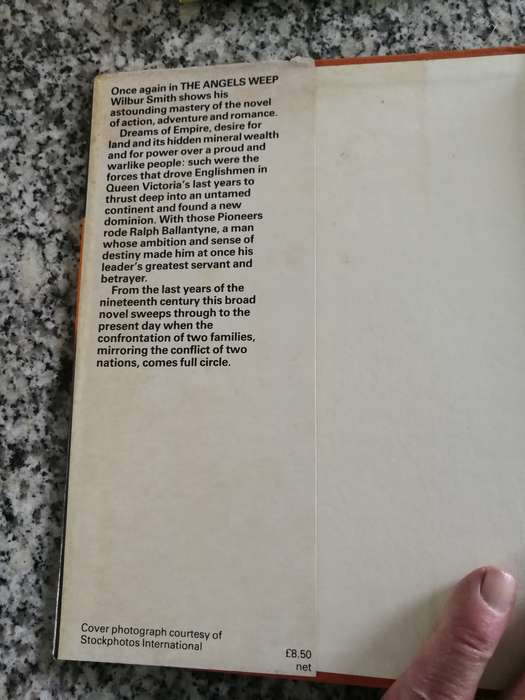 Once again in THE ANGELS WEEP
Wilbur Smith shows his
astounding mastery of the novel
of action, adventure and romance.
Dreams of Empire, desire for
land and its hidden mineral wealth
and for power over a proud and
warlike people: such were the
forces that drove Englishmen in
Queen Victoria's last years to
thrust deep into an untamed
continent and found a new
dominion. With those Pioneers
rode Ralph Ballantyne, a man
whose ambition and sense of
destiny made him at once his
leader's greatest servant and
betrayer.
From the last years of the
nineteenth century this broad
novel sweeps through to the
present day when the
confrontation of two families,
mirroring the conflict of two
nations, comes full circle.
Cover photograph courtesy of
Stockphotos International
£8.50
net